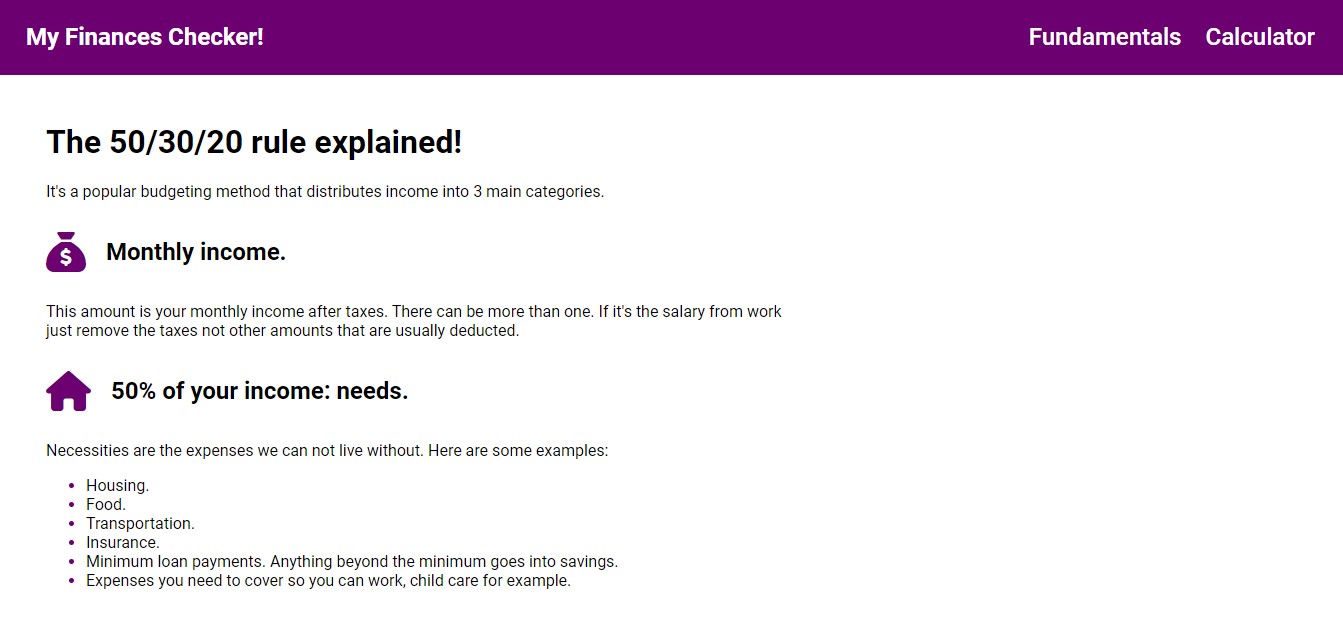 My Finances Checker!
Fundamentals Calculator
The 50/30/20 rule explained!
It's a popular budgeting method that distributes income into 3 main categories.
$
Monthly income.
This amount is your monthly income after taxes. There can be more than one. If it's the salary from work
just remove the taxes not other amounts that are usually deducted.
50% of your income: needs.
Necessities are the expenses we can not live without. Here are some examples:
• Housing.
• Food.
• Transportation.
• Insurance.
• Minimum loan payments. Anything beyond the minimum goes into savings.
• Expenses you need to cover so you can work, child care for example.